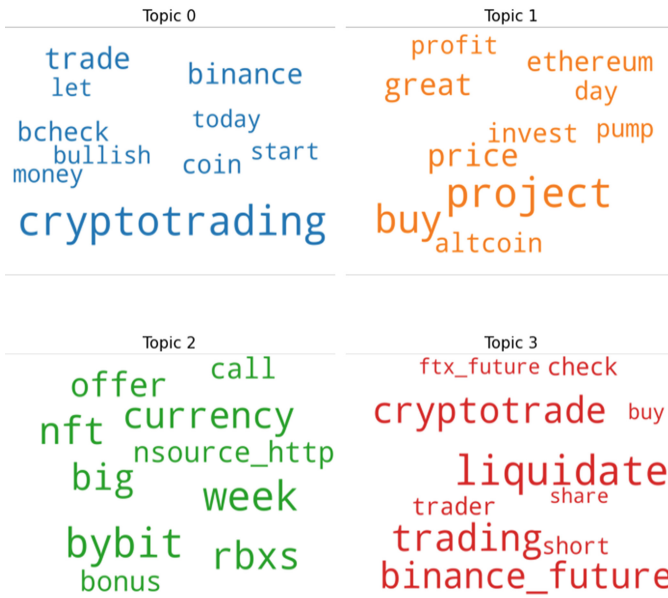 Topic 0
trade
let
binance
today
bcheck
bullish
money
coin
start
cryptotrading
Topic 1
profit
ethereum
great
day
invest
pump
price
project
buy
altcoin
Topic 2
call
offer
currency
nft
nsource_http
big
week
bybit
rbxs
bonus
Topic 3
ftx_future
check
cryptotrade
buy
liquidate
share
trader
trading
short
binance_future